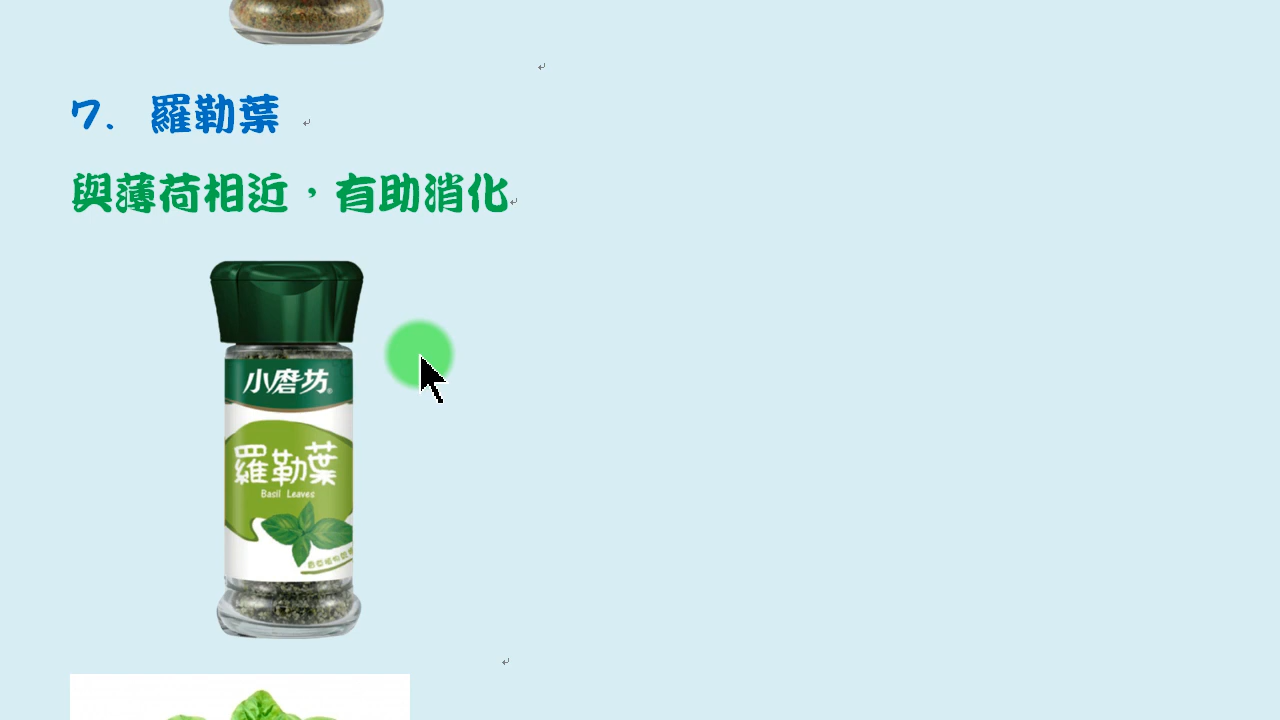 7. 羅勒葉
與薄荷相近，有助消化
小磨坊
羅勒葉
Basil Leaves